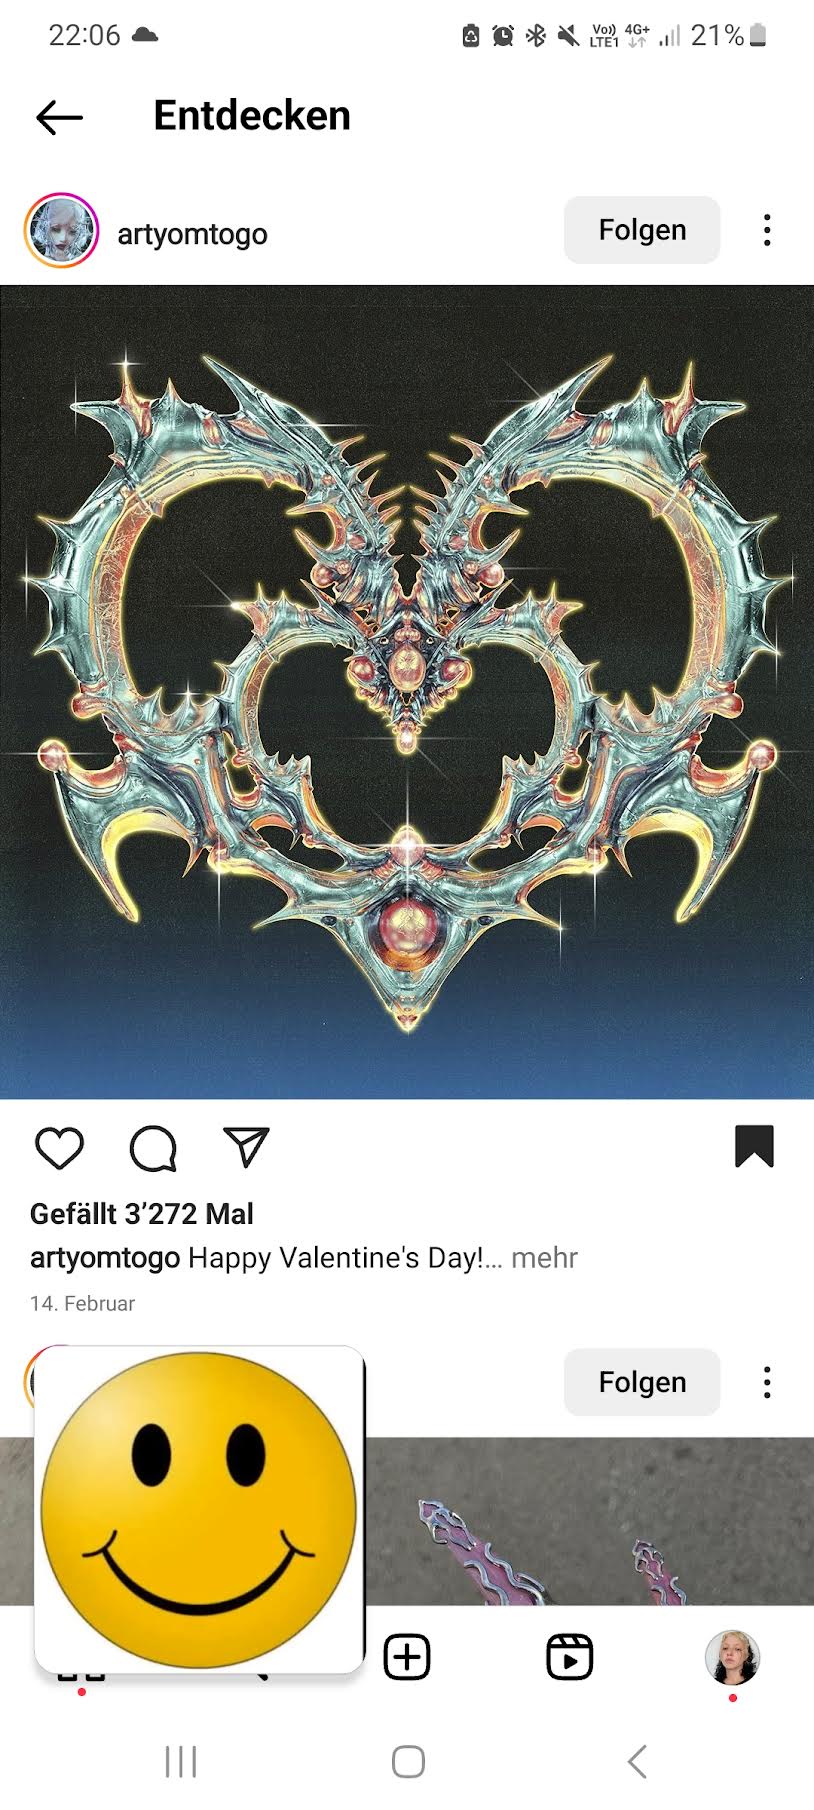 22:06
Vo)) LTE1 4G+ 21%
Entdecken
artyomtogo
Folgen
Gefällt 3’272 Mal
artyomtogo Happy Valentine's Day!... mehr
14. Februar
Folgen